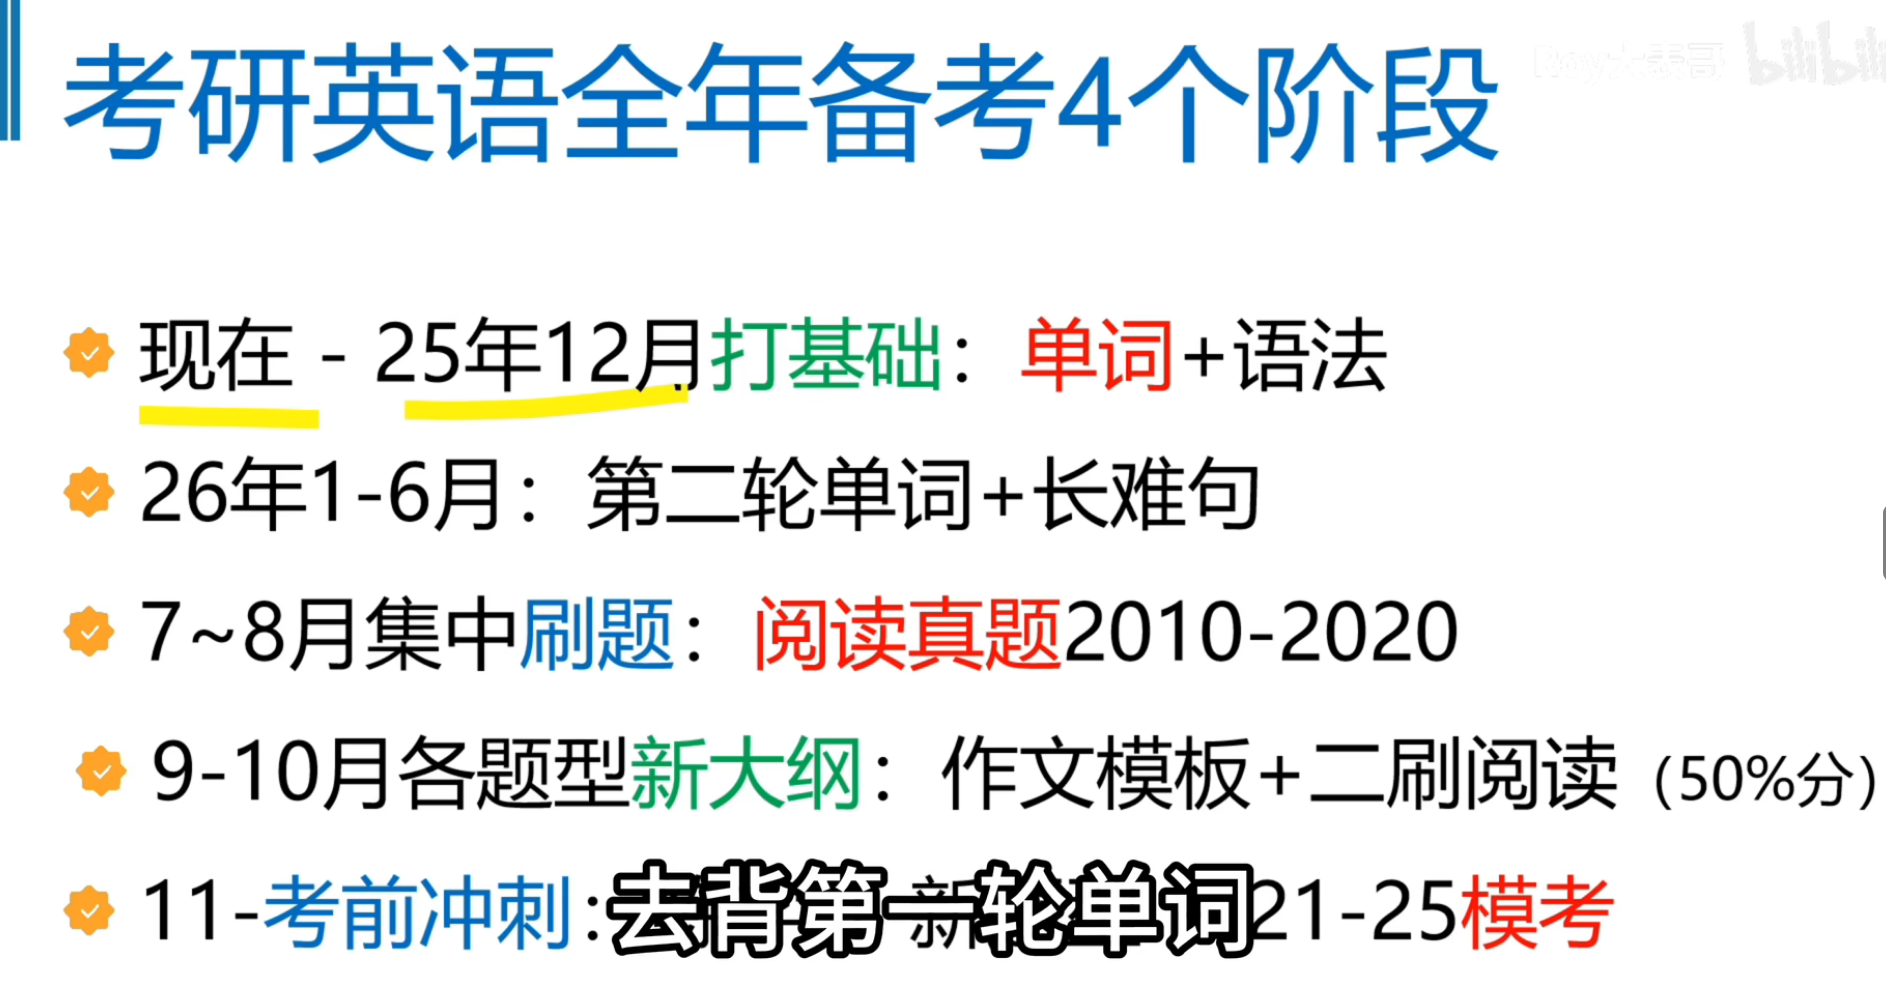 考研英语全年备考4个阶段
Roy大表哥 bilibili
现在 - 25年12月打基础：单词+语法
26年1-6月：第二轮单词+长难句
7~8月集中刷题：阅读真题2010-2020
9-10月各题型新大纲：作文模板+二刷阅读（50%分）
11-考前冲刺：
去背第一轮单词
21-25模考